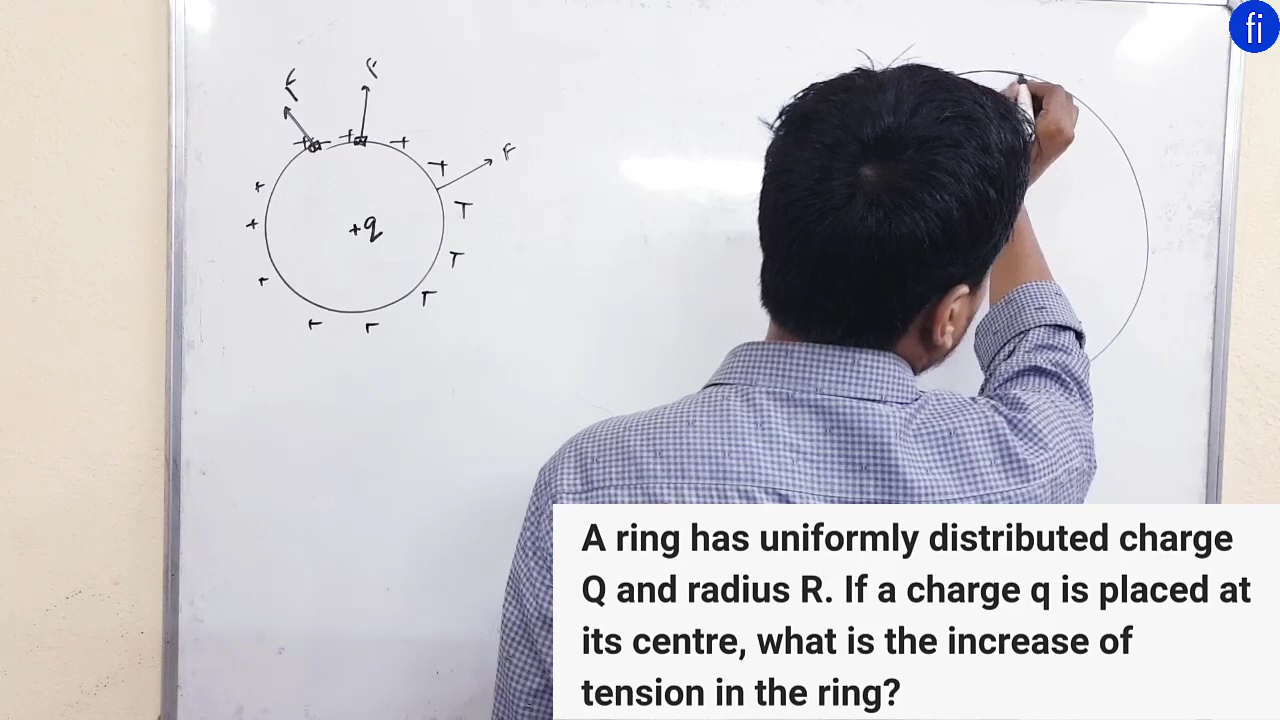 fi
F
F
F
+ + +
+
+
+
+
+
+q
A ring has uniformly distributed charge
Q and radius R. If a charge q is placed at
its centre, what is the increase of
tension in the ring?